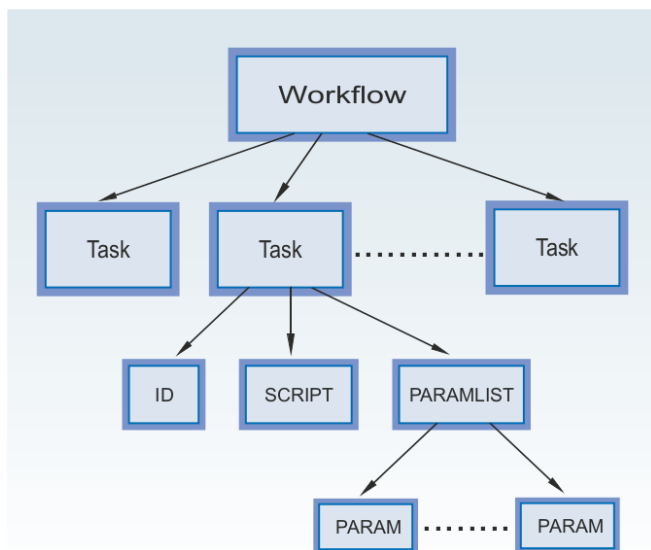 Workflow
Task
Task
Task
ID
SCRIPT
PARAMLIST
PARAM
PARAM